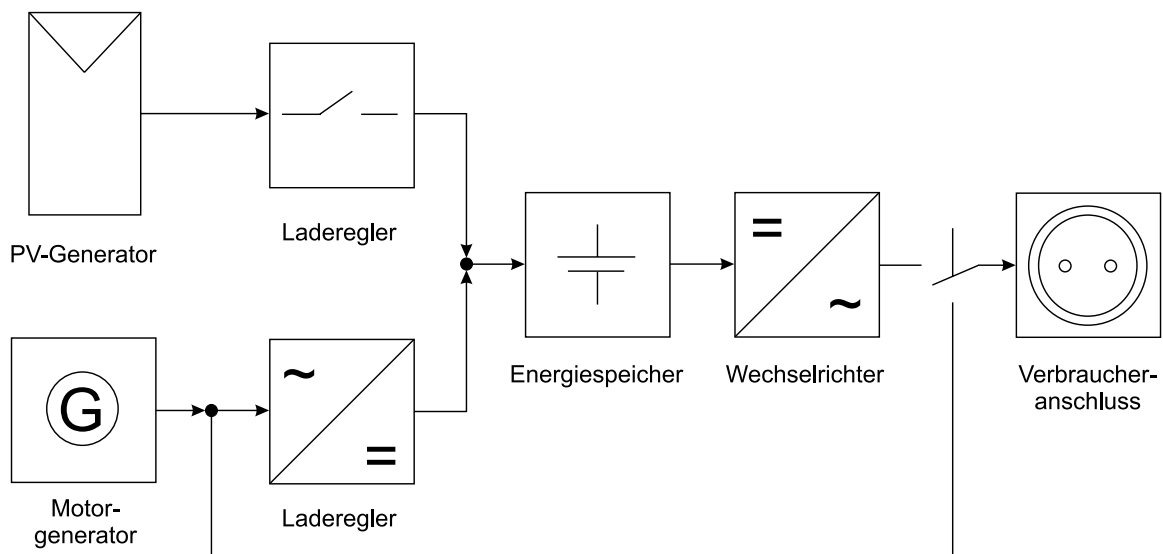 PV-Generator
Laderegler
Energiespeicher
Wechselrichter
Verbraucher-
anschluss
G
Motor-
generator
Laderegler